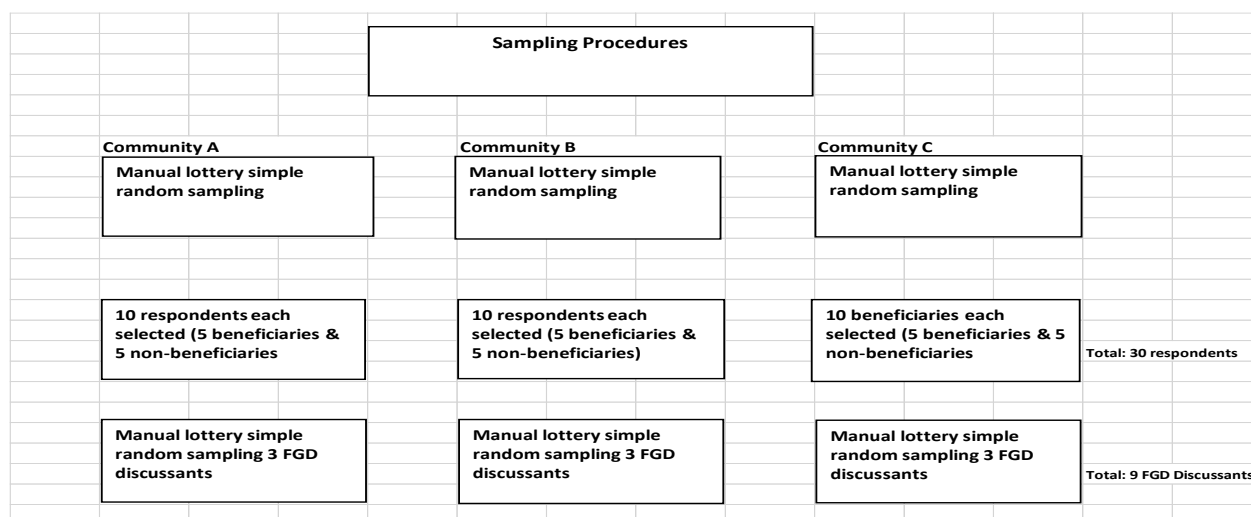 Sampling Procedures
Community A
Manual lottery simple
random sampling
Community B
Manual lottery simple
random sampling
Community C
Manual lottery simple
random sampling
10 respondents each
selected (5 beneficiaries &
5 non-beneficiaries
10 respondents each
selected (5 beneficiaries &
5 non-beneficiaries)
10 beneficiaries each
selected (5 beneficiaries & 5
non-beneficiaries
Total: 30 respondents
Manual lottery simple
random sampling 3 FGD
discussants
Manual lottery simple
random sampling 3 FGD
discussants
Manual lottery simple
random sampling 3 FGD
discussants
Total: 9 FGD Discussants